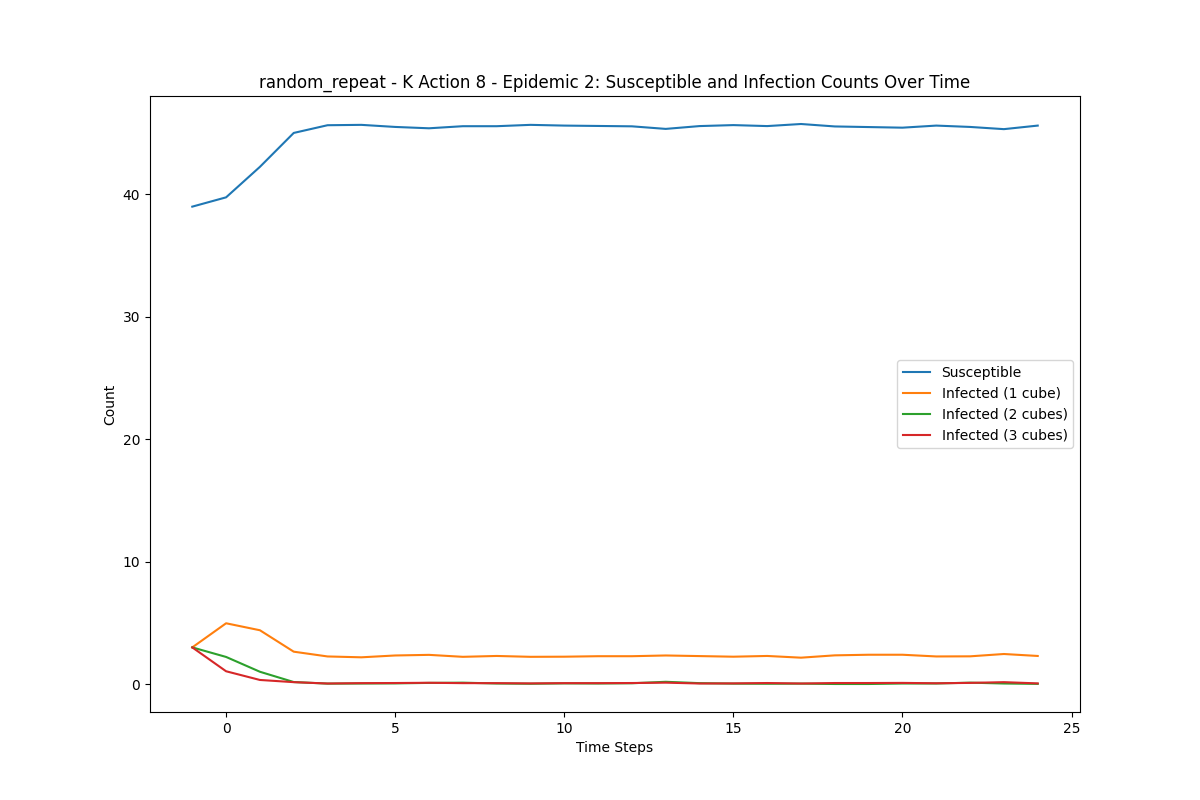 random_repeat - K Action 8 - Epidemic 2: Susceptible and Infection Counts Over Time
Count
40
30
20
10
0
Susceptible
Infected (1 cube)
Infected (2 cubes)
Infected (3 cubes)
0 5 10 15 20 25
Time Steps